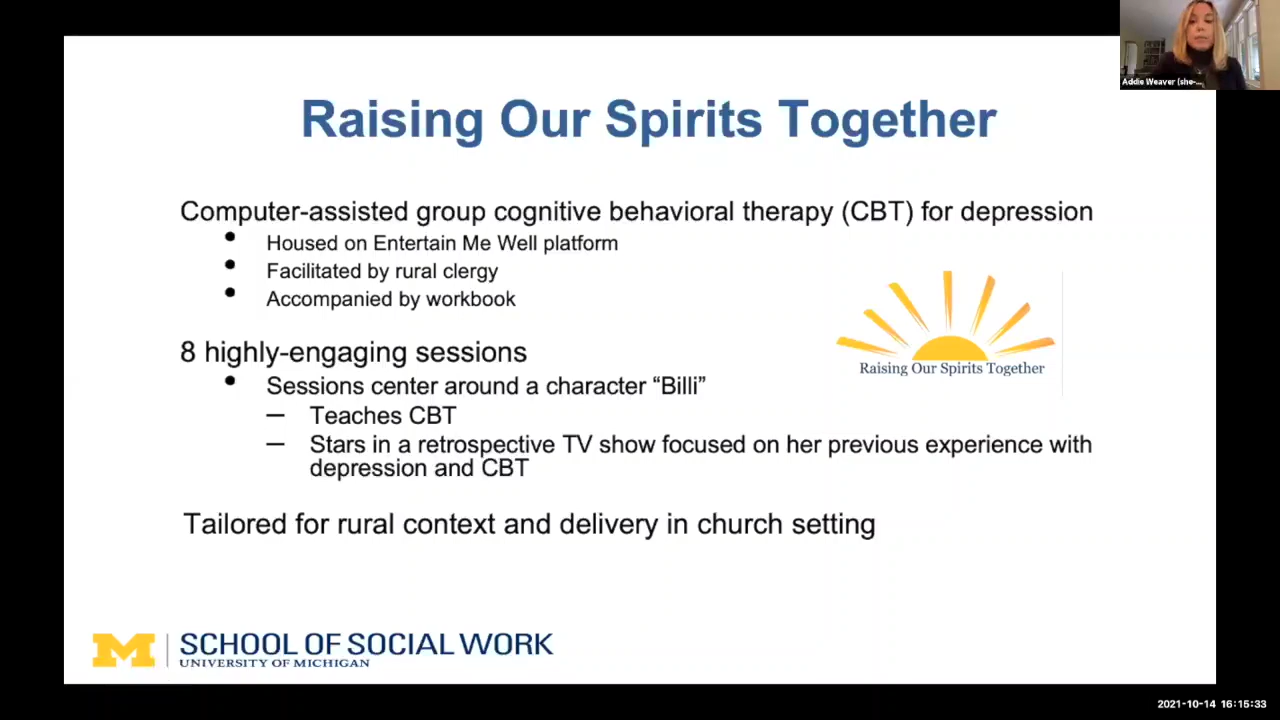 Addie Weaver (she-...
Raising Our Spirits Together
Computer-assisted group cognitive behavioral therapy (CBT) for depression
• Housed on Entertain Me Well platform
• Facilitated by rural clergy
• Accompanied by workbook
8 highly-engaging sessions
• Sessions center around a character “Billi”
– Teaches CBT
– Stars in a retrospective TV show focused on her previous experience with
depression and CBT
Raising Our Spirits Together
Tailored for rural context and delivery in church setting
M SCHOOL OF SOCIAL WORK
UNIVERSITY OF MICHIGAN
2021-10-14 16:15:33